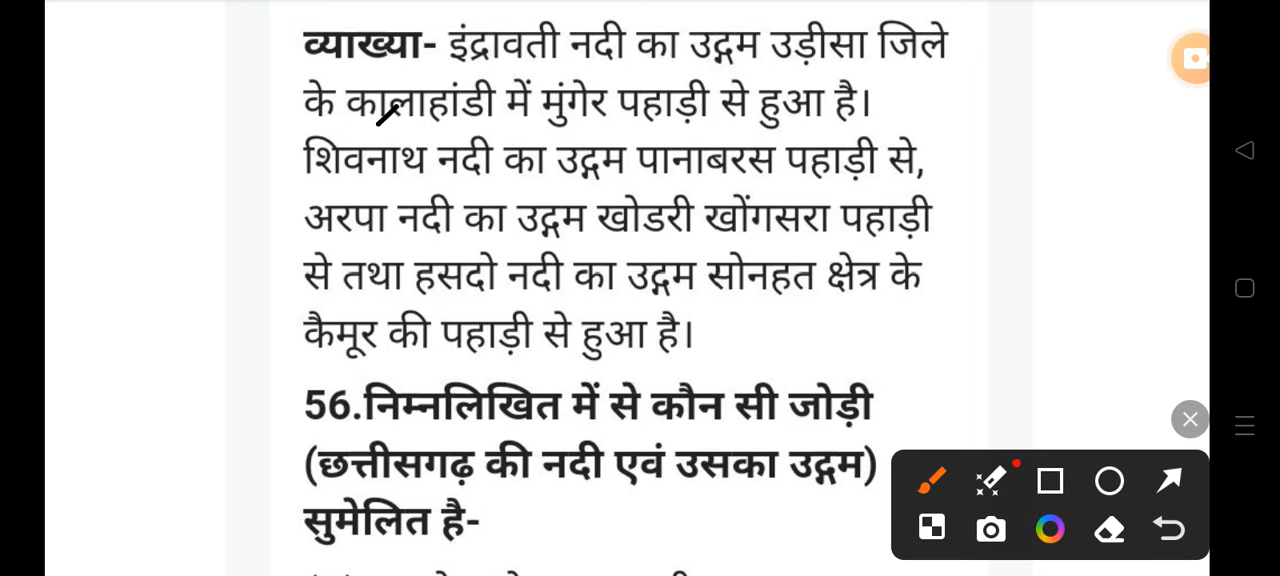 व्याख्या- इंद्रावती नदी का उद्गम उड़ीसा जिले
के कालाहांडी में मुंगेर पहाड़ी से हुआ है।
शिवनाथ नदी का उद्गम पानाबरस पहाड़ी से,
अरपा नदी का उद्गम खोडरी खोंगसरा पहाड़ी
से तथा हसदो नदी का उद्गम सोनहत क्षेत्र के
कैमूर की पहाड़ी से हुआ है।
56.निम्नलिखित में से कौन सी जोड़ी
(छत्तीसगढ़ की नदी एवं उसका उद्गम)
सुमेलित है-